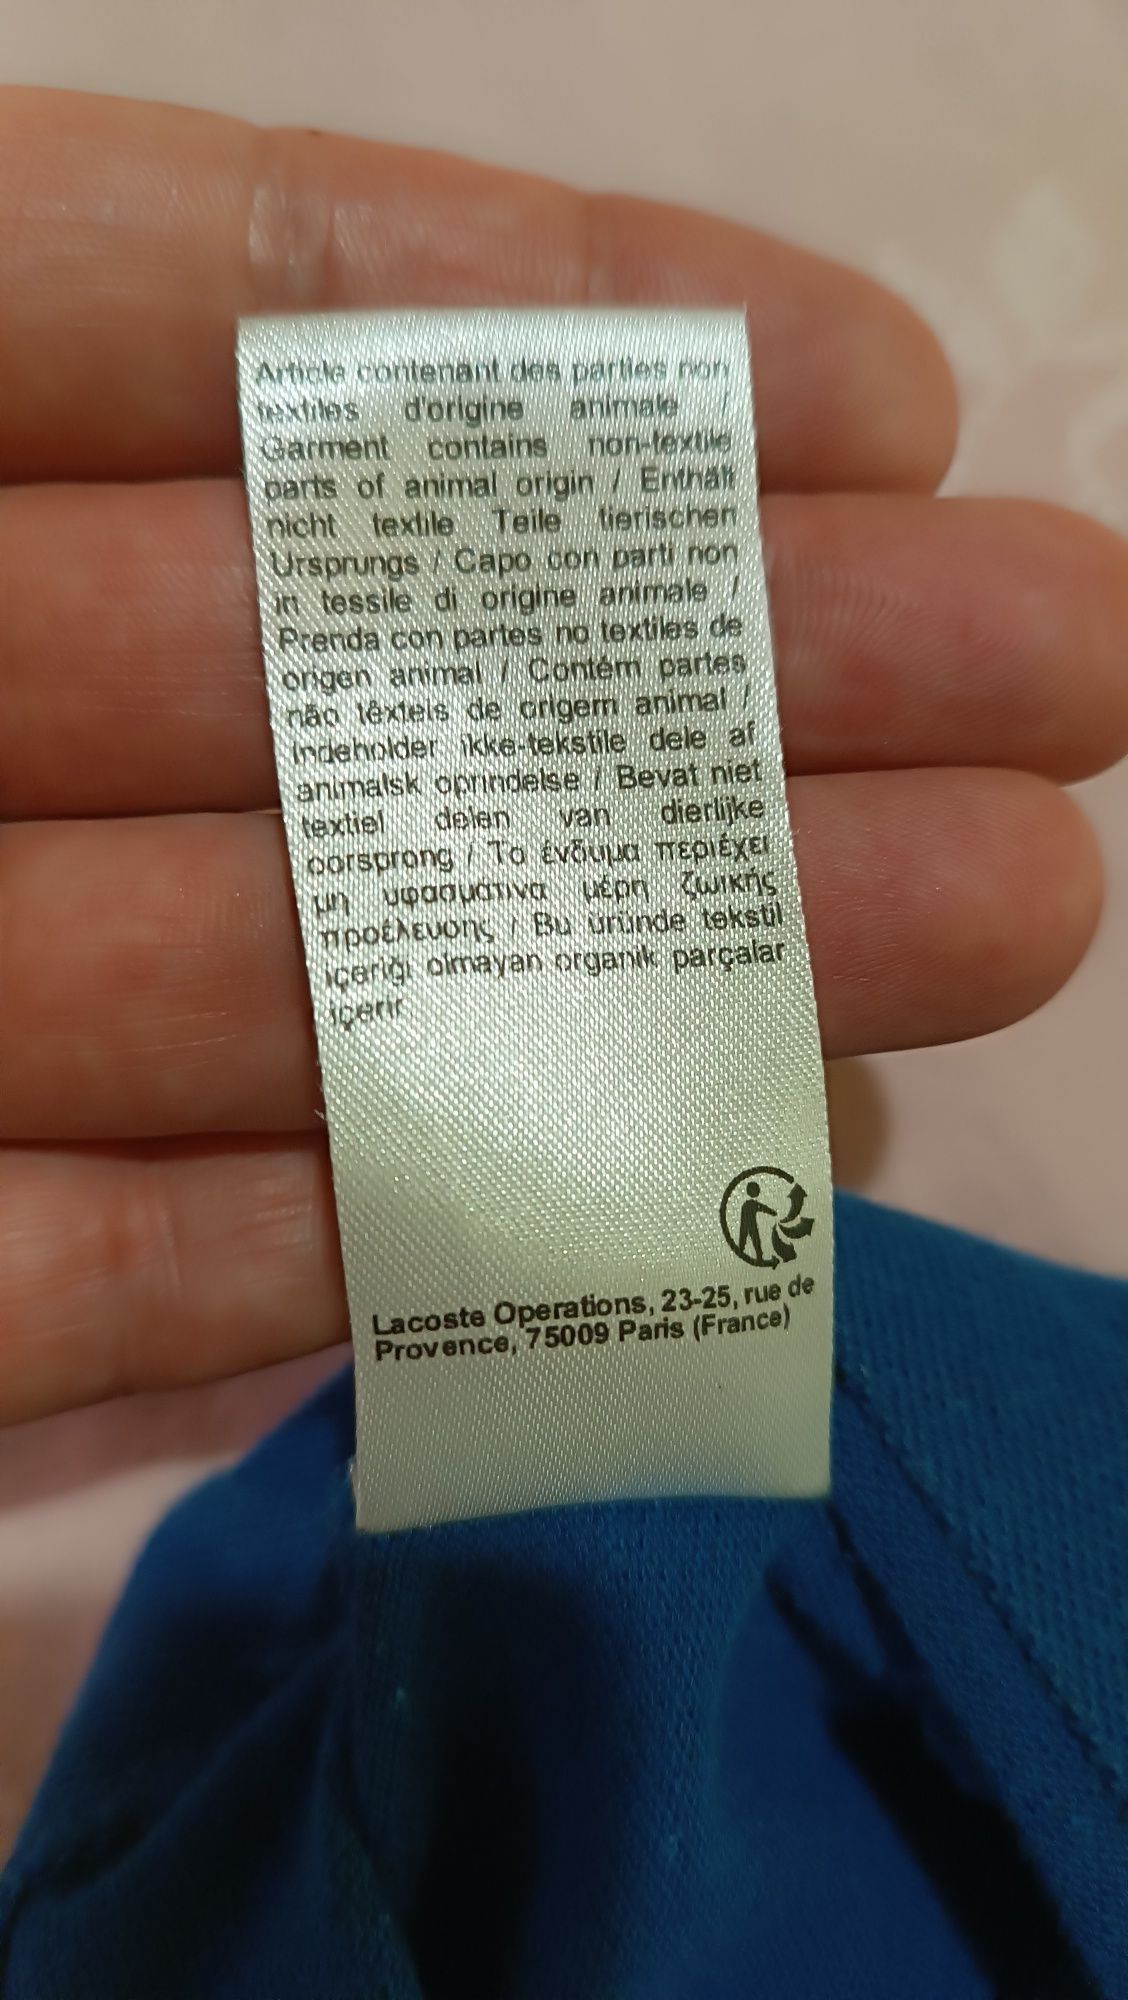 Article contenant des parties non
textiles d'origine animale /
Garment contains non-textile
parts of animal origin / Enthält
nicht textile Teile tierischen
Ursprungs / Capo con parti non
in tessile di origine animale /
Prenda con partes no textiles de
origen animal / Contém partes
não têxteis de origem animal /
Indeholder ikke-tekstile dele af
animalsk oprindelse / Bevat niet
textiel delen van dierlijke
oorsprong / Το ένδυμα περιέχει
μη υφασμάτινα μέρη ζωικής
προέλευσης / Bu üründe tekstil
içeriği olmayan organik parçalar
içerir.
Lacoste Operations, 23-25, rue de
Provence, 75009 Paris (France)